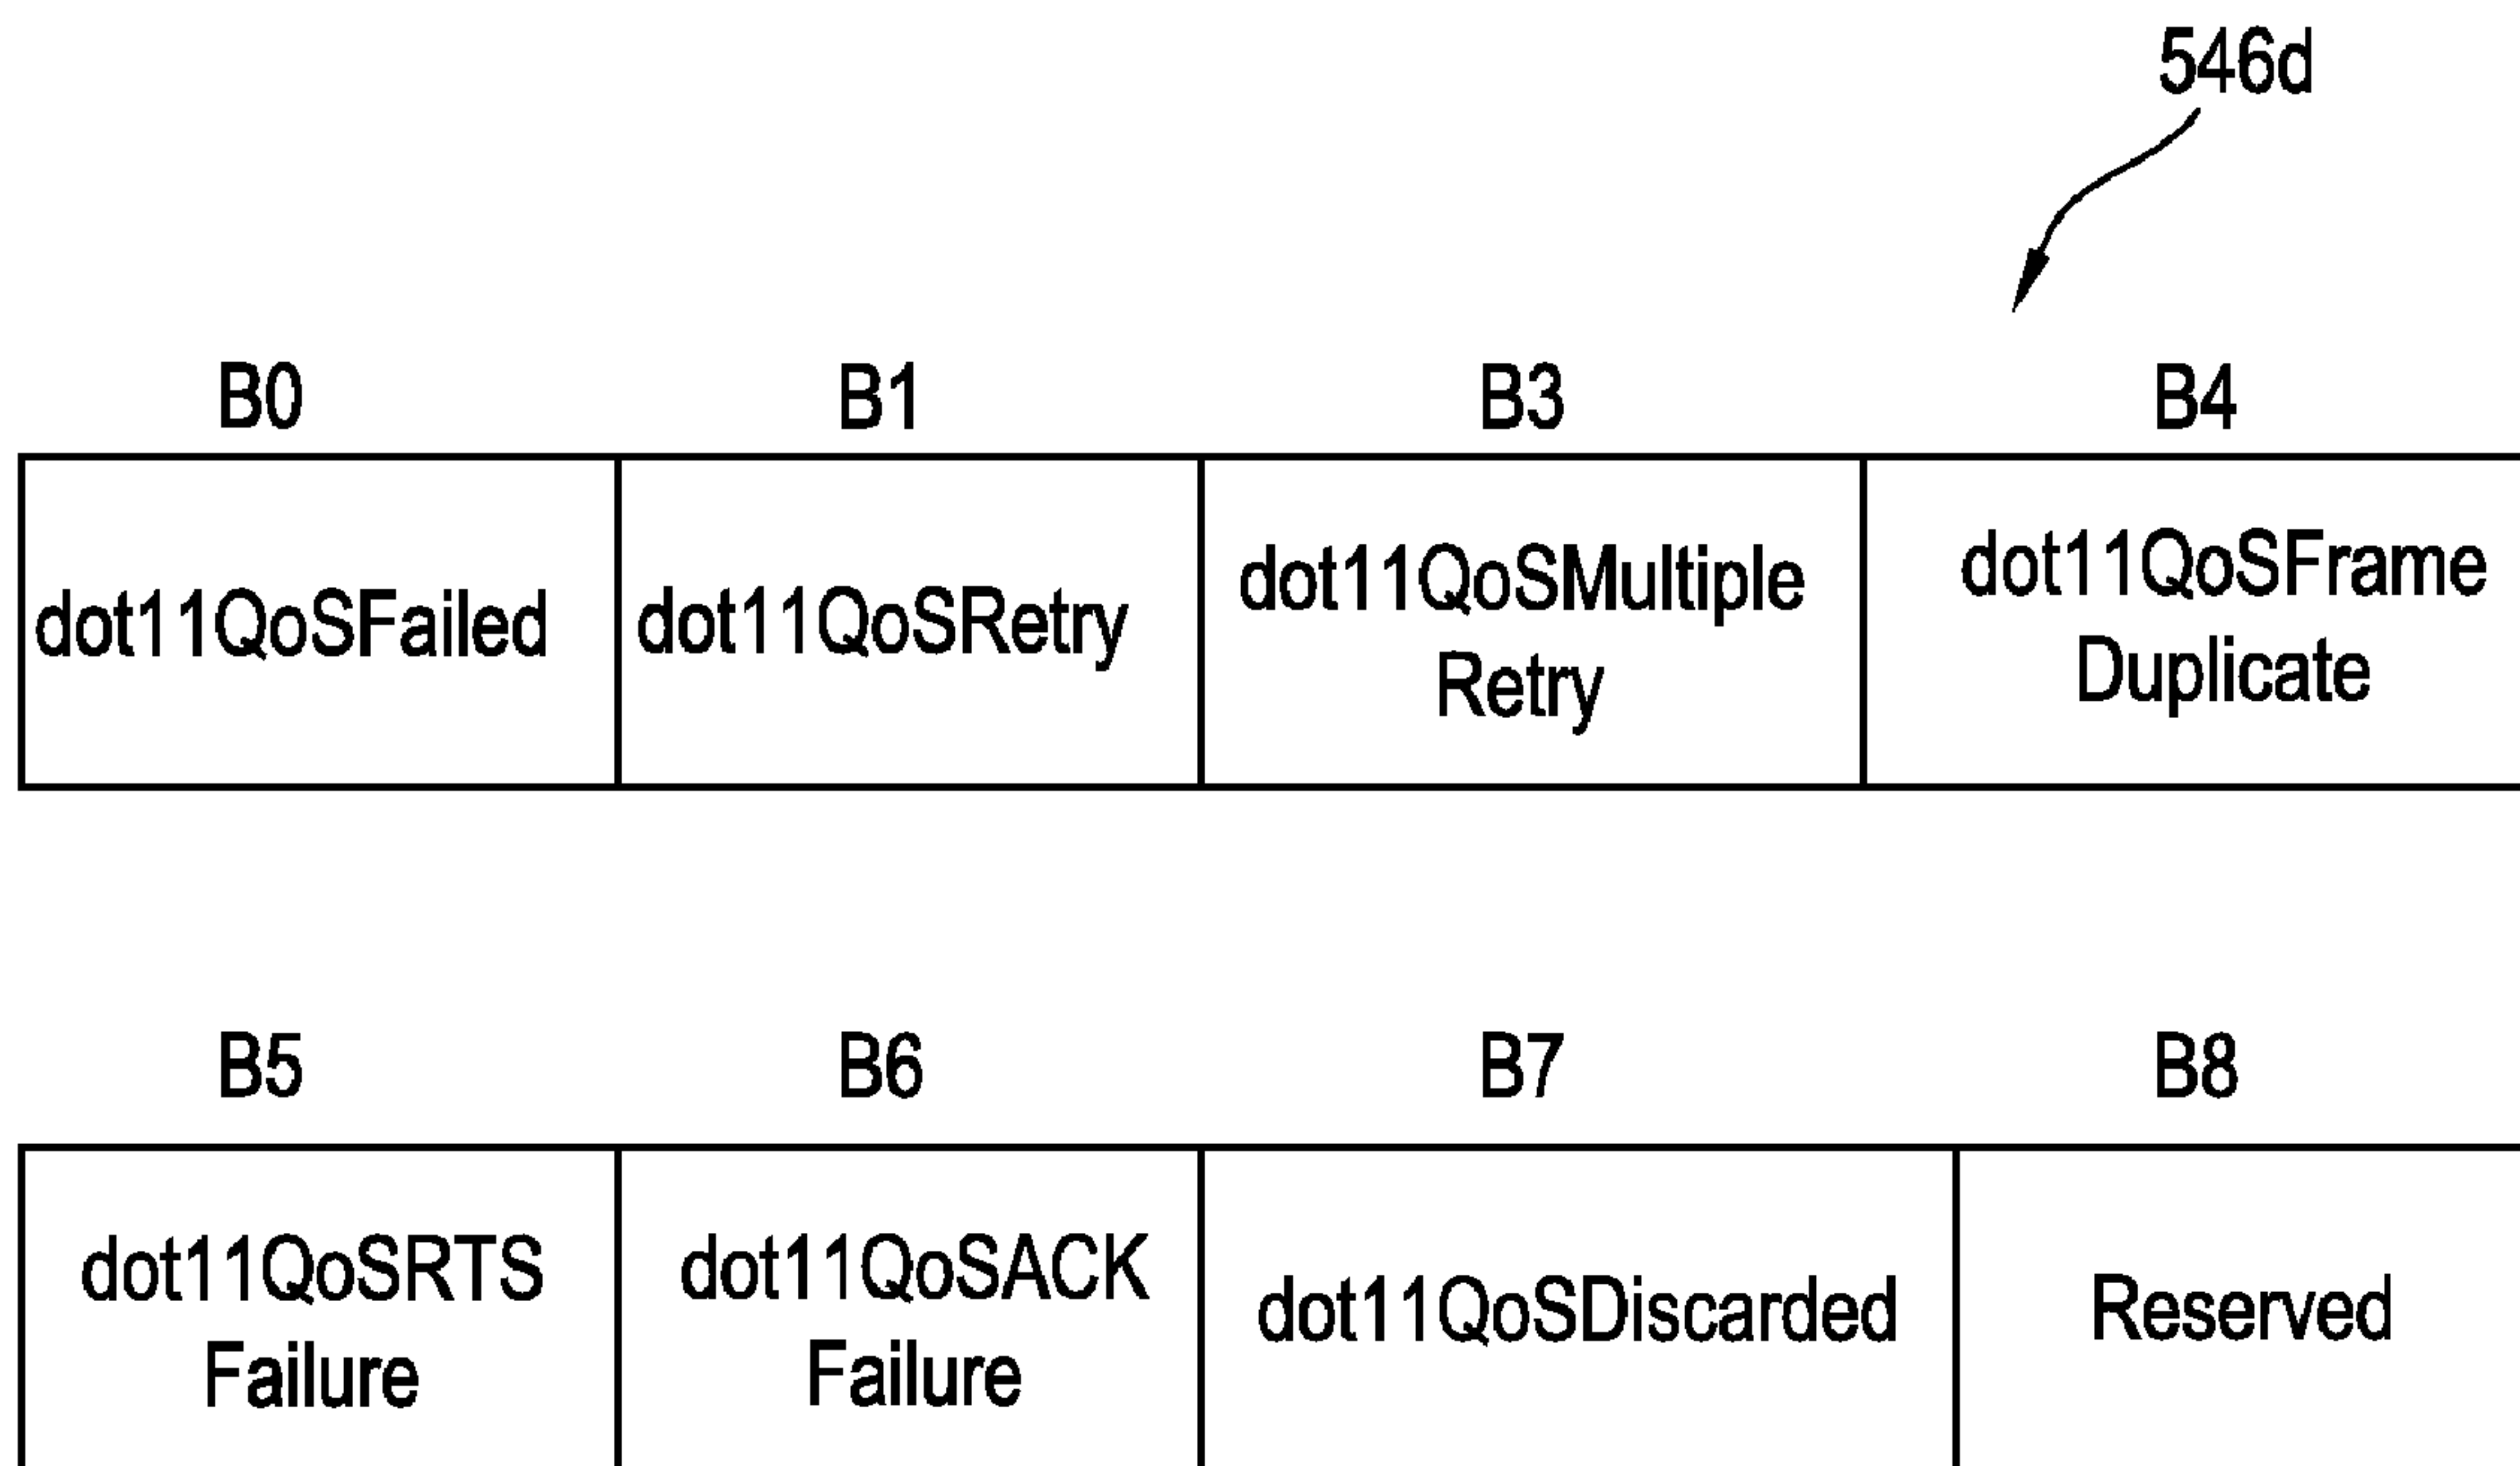 546d
B0 B1 B3 B4
dot11QoSFailed dot11QoSRetry dot11QoSMultiple dot11QoSFrame
Retry Duplicate
B5 B6 B7 B8
dot11QoSRTS dot11QoSACK dot11QoSDiscarded Reserved
Failure Failure